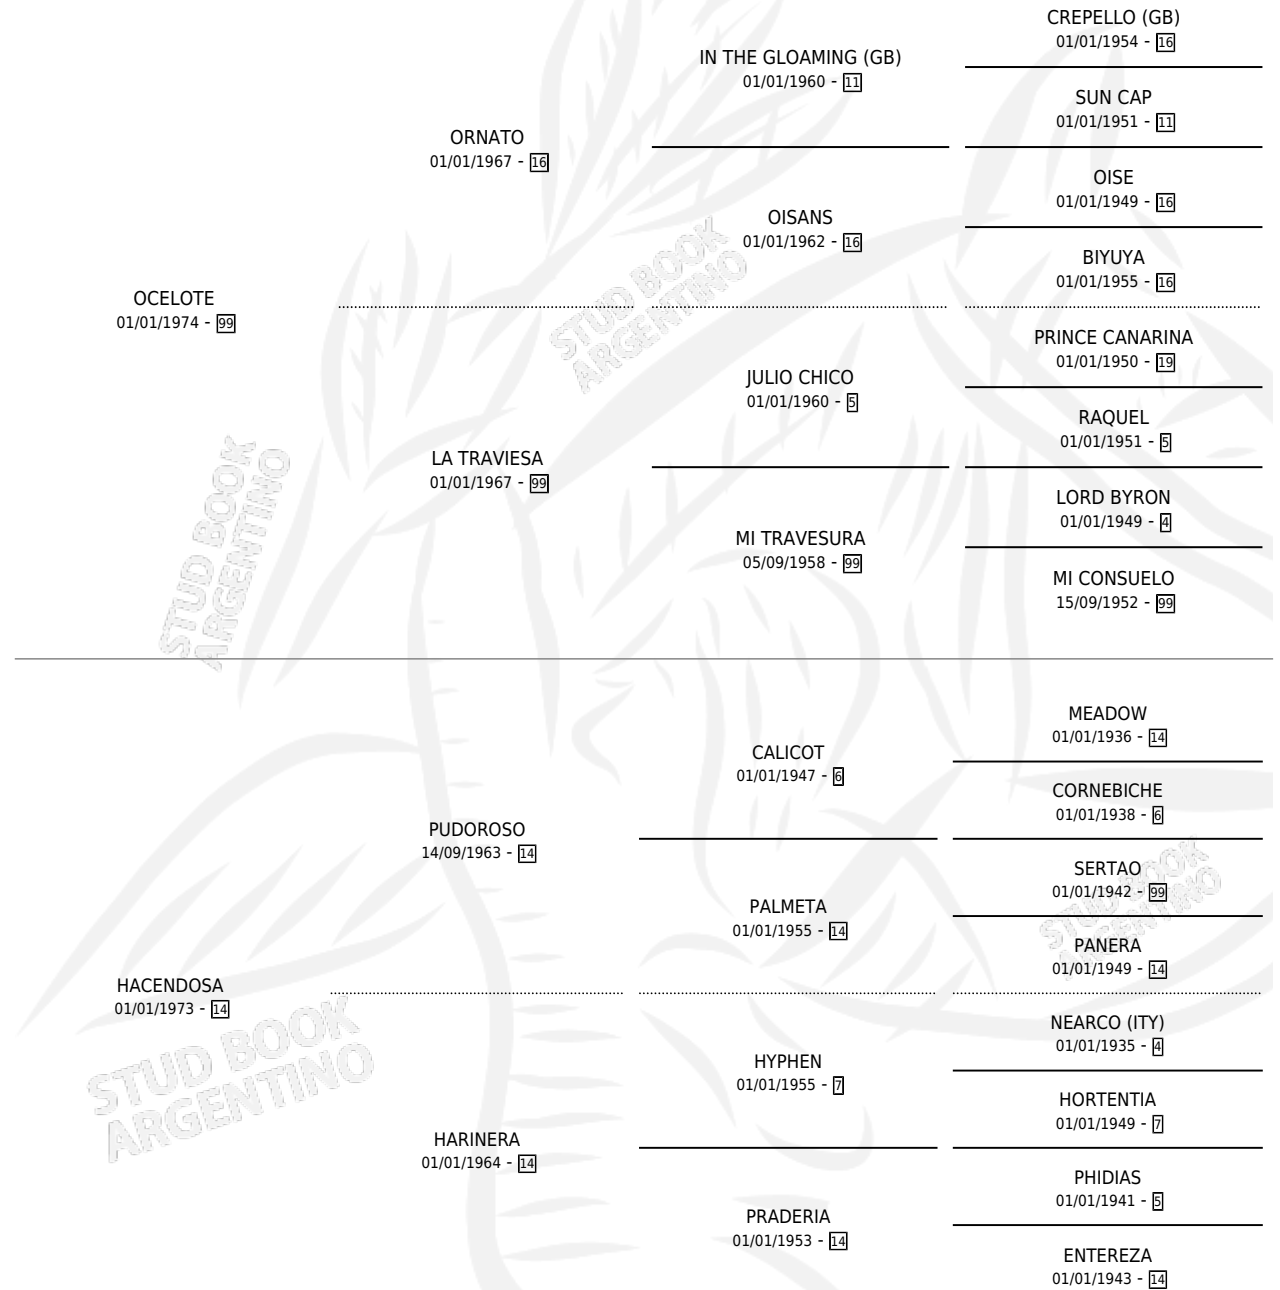 CREPELLO (GB)
01/01/1954 - 16
IN THE GLOAMING (GB)
01/01/1960 - 11
SUN CAP
01/01/1951 - 11
ORNATO
01/01/1967 - 16
OISE
01/01/1949 - 16
OISANS
01/01/1962 - 16
BIYUYA
01/01/1955 - 16
OCELOTE
01/01/1974 - 99
PRINCE CANARINA
01/01/1950 - 19
JULIO CHICO
01/01/1960 - 5
RAQUEL
01/01/1951 - 5
LA TRAVIESA
01/01/1967 - 99
LORD BYRON
01/01/1949 - 4
MI TRAVESURA
05/09/1958 - 99
MI CONSUELO
15/09/1952 - 99
STUD BOOK
ARGENTINO
STUD BOOK
ARGENTINO
MEADOW
01/01/1936 - 14
CALICOT
01/01/1947 - 6
CORNEBICHE
01/01/1938 - 6
PUDOROSO
14/09/1963 - 14
SERTAO
01/01/1942 - 99
PALMETA
01/01/1955 - 14
PANERA
01/01/1949 - 14
HACENDOSA
01/01/1973 - 14
NEARCO (ITY)
01/01/1935 - 4
HYPHEN
01/01/1955 - 7
HORTENTIA
01/01/1949 - 7
HARINERA
01/01/1964 - 14
PHIDIAS
01/01/1941 - 5
PRADERIA
01/01/1953 - 14
ENTEREZA
01/01/1943 - 14
STUD BOOK
ARGENTINO
STUD BOOK
ARGENTINO